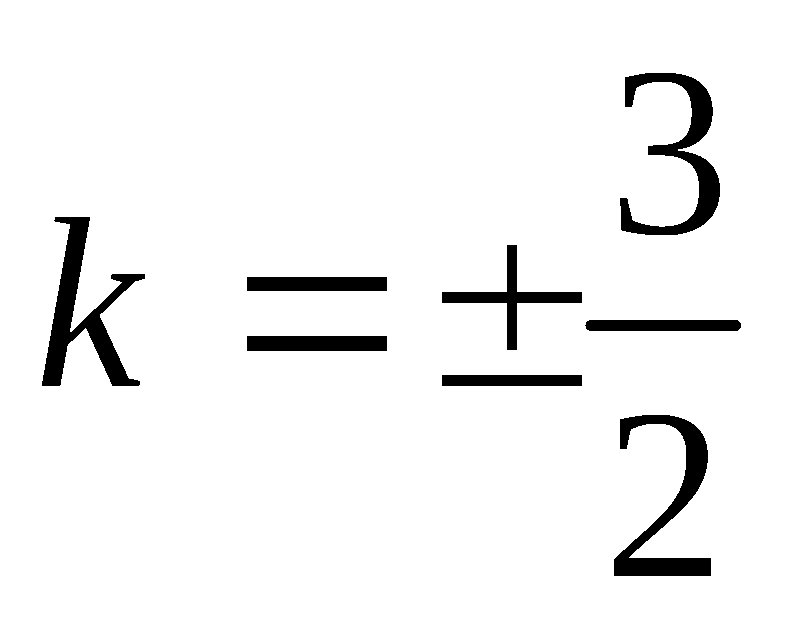 k = ±3/2